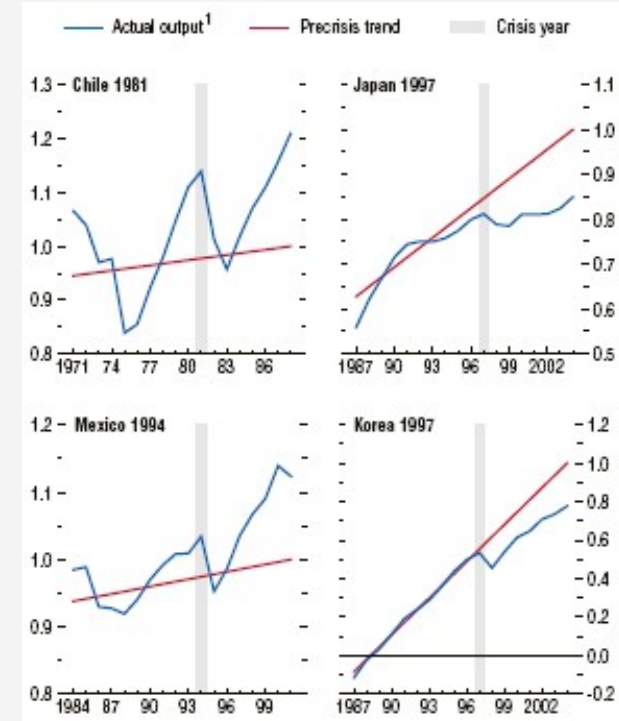 Actual output1 Precrisis trend Crisis year
Chile 1981
1.3
1.2
1.1
1.0
0.9
0.8
1971 74 77 80 83 86
Japan 1997
1.1
1.0
0.9
0.8
0.7
0.6
0.5
1987 90 93 96 99 2002
Mexico 1994
1.2
1.1
1.0
0.9
0.8
1984 87 90 93 96 99
Korea 1997
1.2
1.0
0.8
0.6
0.4
0.2
0.0
-0.2
1987 90 93 96 99 2002